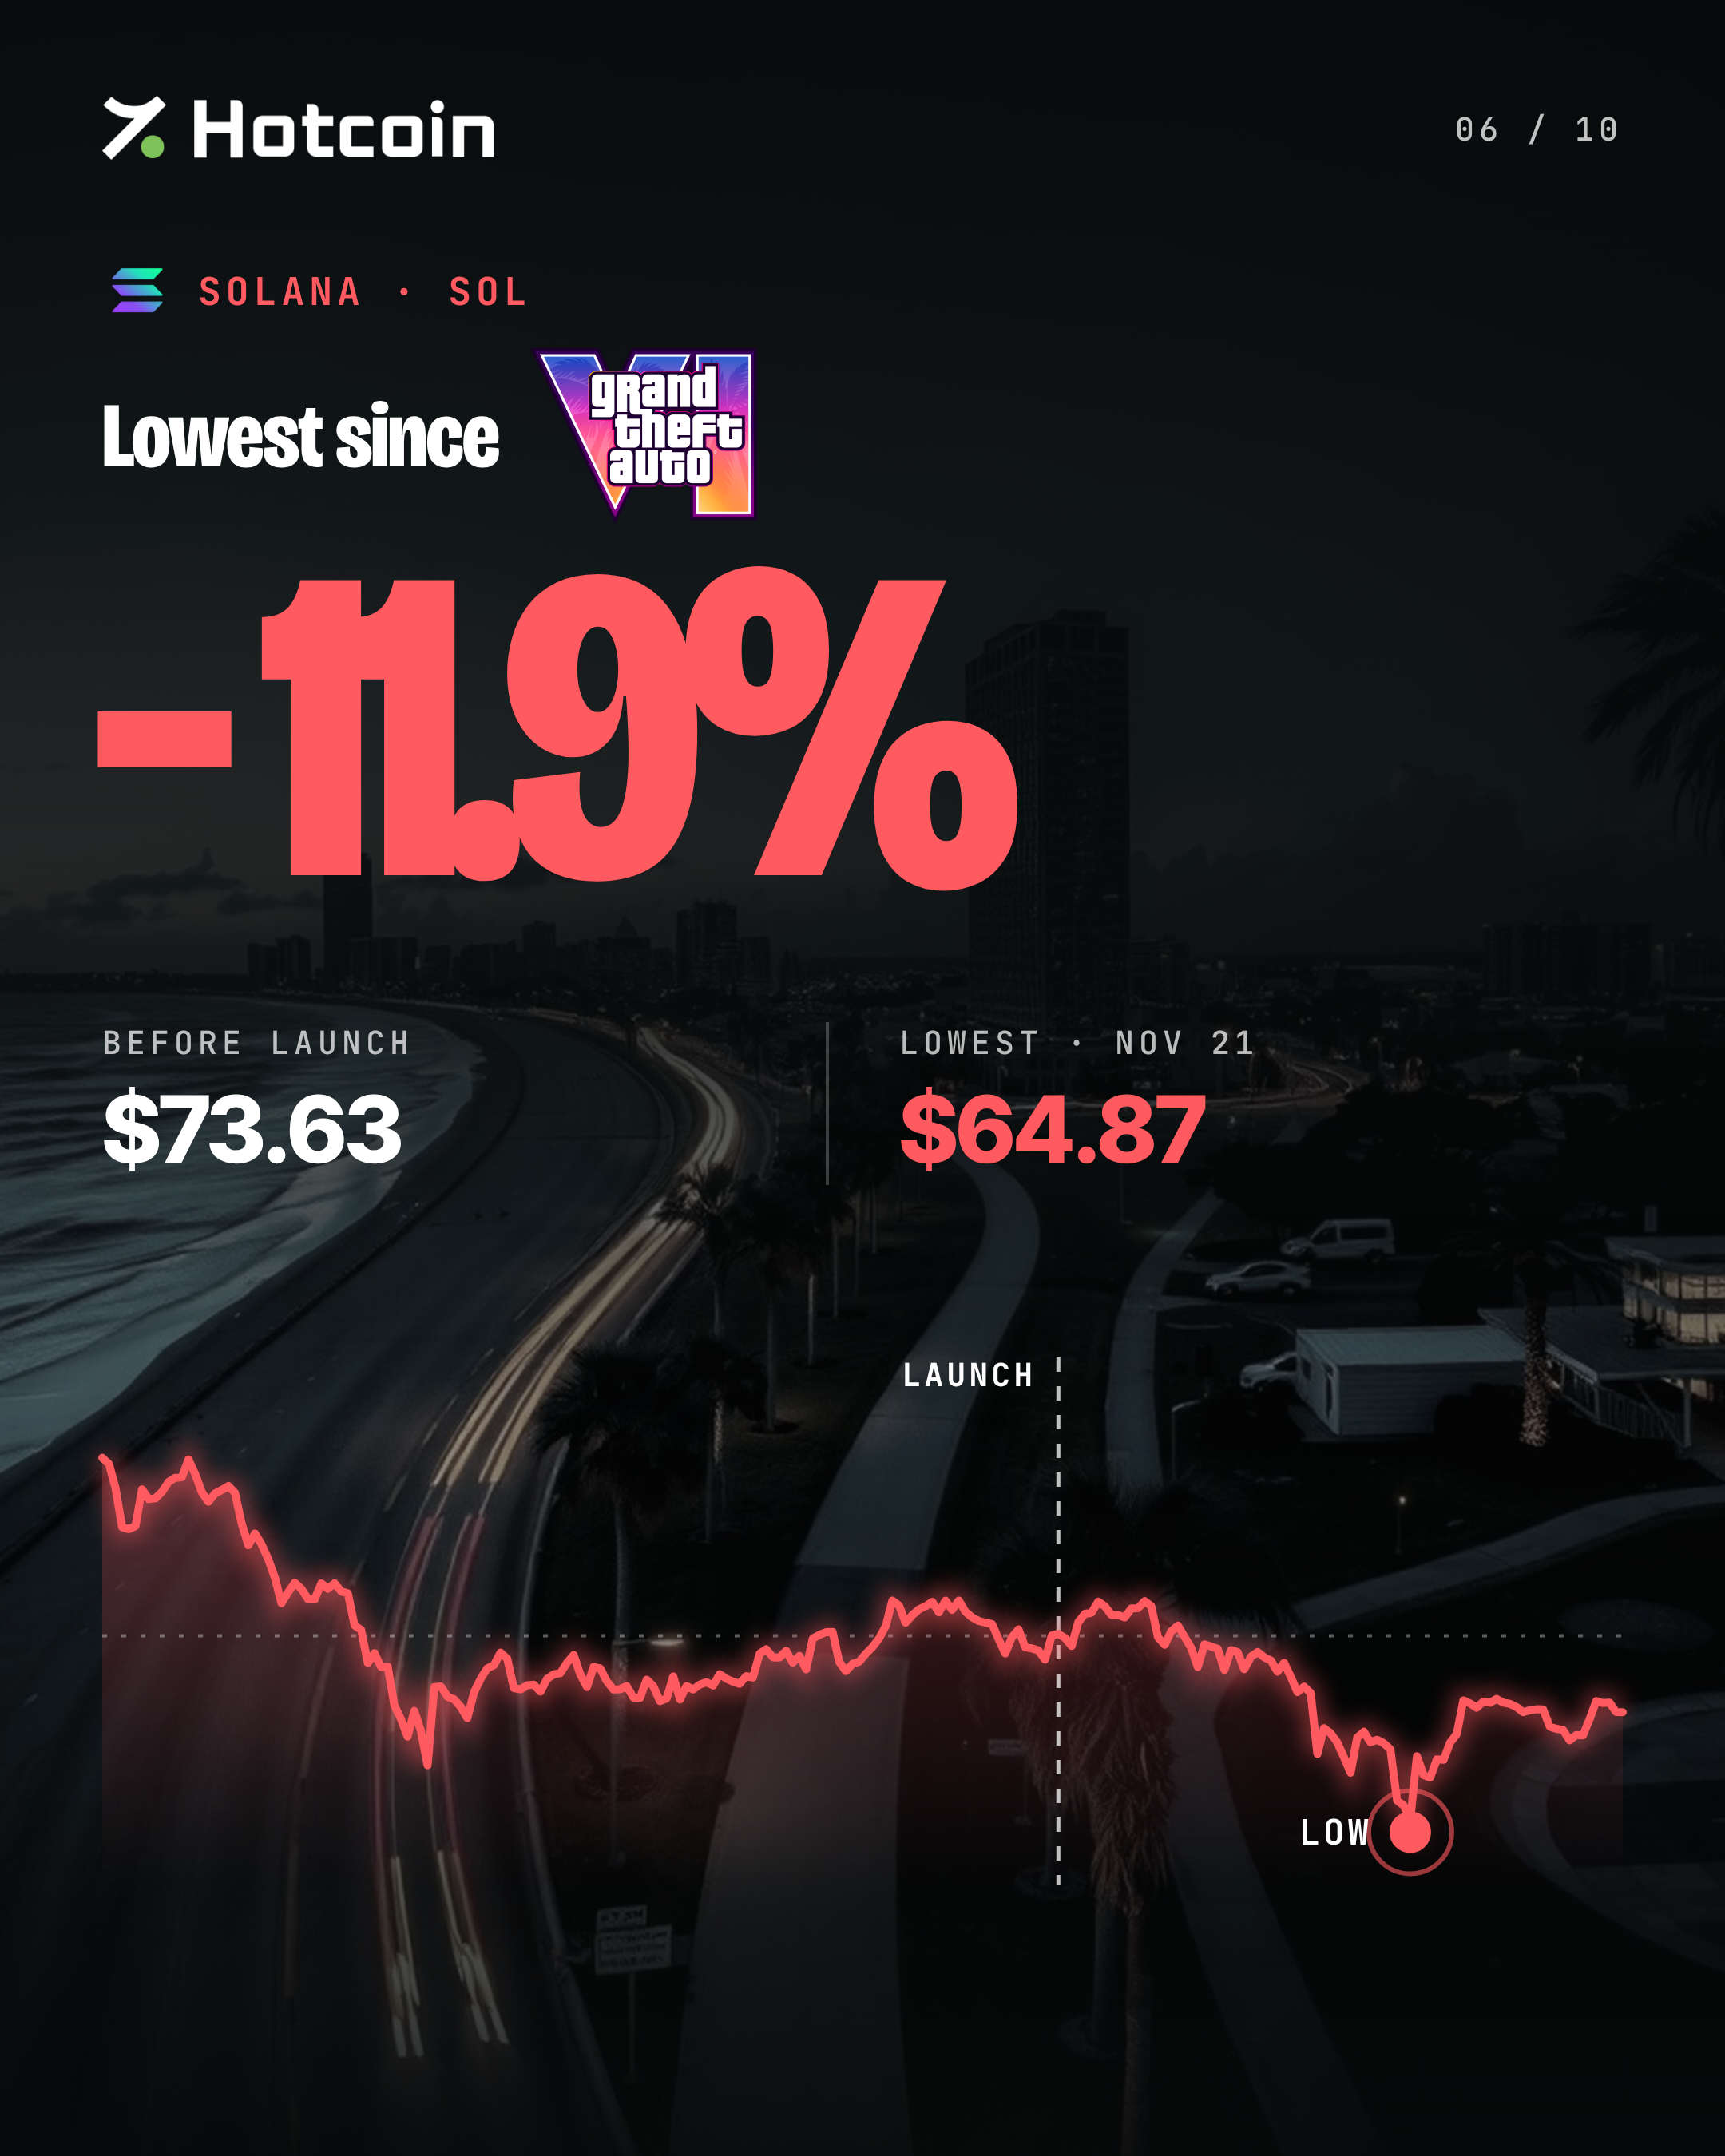 Hotcoin
06 / 10
SOLANA · SOL
Lowest since
grand
theft
auto
VI
-11.9%
BEFORE LAUNCH
$73.63
LOWEST · NOV 21
$64.87
LAUNCH
LOW